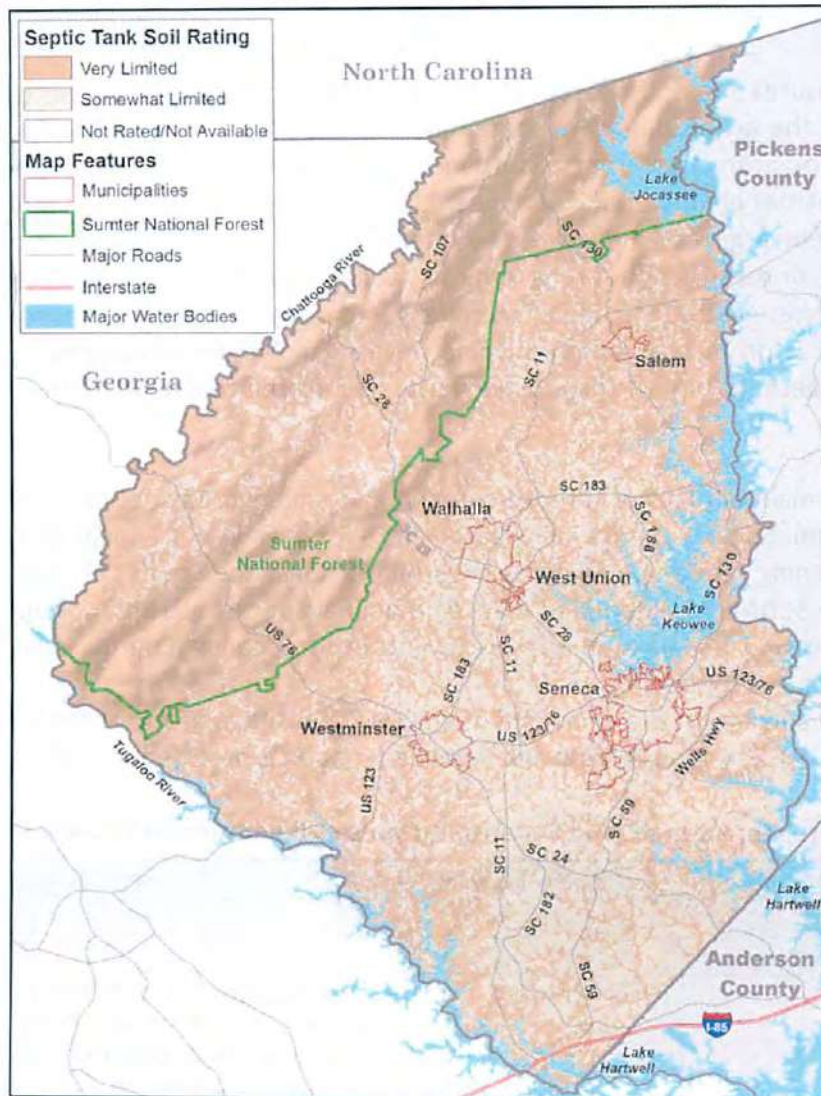 Septic Tank Soil Rating
Very Limited
Somewhat Limited
Not Rated/Not Available
Map Features
Municipalities
Sumter National Forest
Major Roads
Interstate
Major Water Bodies
North Carolina
Pickens
County
Lake
Jocassee
SC 130
SC 107
Chattooga River
Georgia
SC 11
Salem
SC 28
SC 183
Walhalla
SC 188
West Union
SC 130
Sumter
National Forest
Lake
Keowee
US 76
SC 28
SC 183
SC 11
Seneca
US 123/76
Westminster
US 123/76
Wells Hwy
Tugaloo River
US 123
SC 59
SC 11
SC 24
SC 182
Lake
Hartwell
Anderson
County
SC 59
I-85
Lake
Hartwell